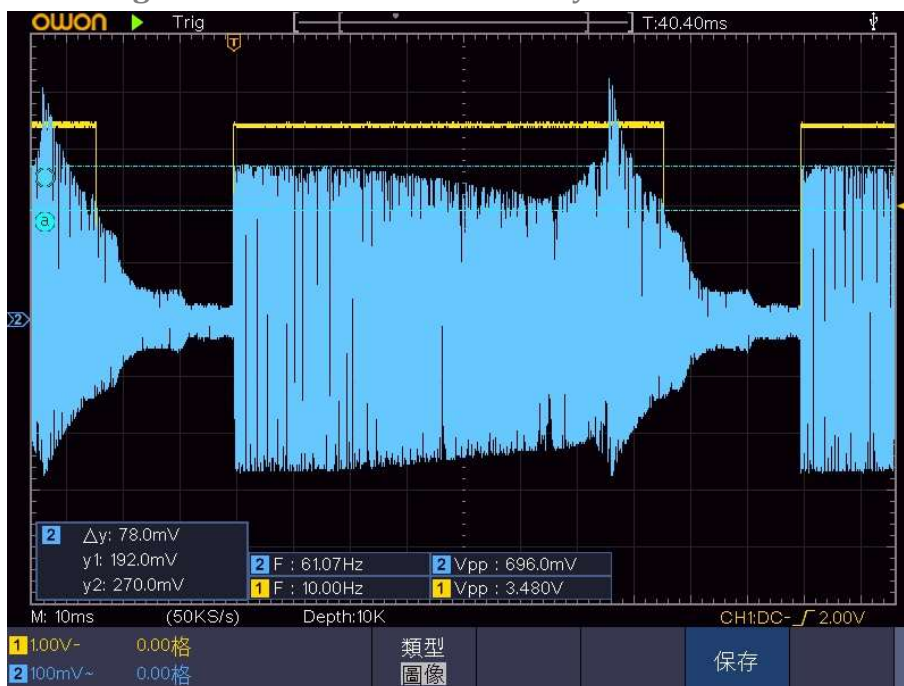 OWON Trig T:40.40ms
T
a
2
2 △y: 78.0mV
y1: 192.0mV
y2: 270.0mV
2 F : 61.07Hz 2 Vpp : 696.0mV
1 F : 10.00Hz 1 Vpp : 3.480V
M: 10ms (50KS/s) Depth:10K CH1:DC- 2.00V
1 1.00V- 0.00格 類型 保存
2 100mV~ 0.00格 圖像